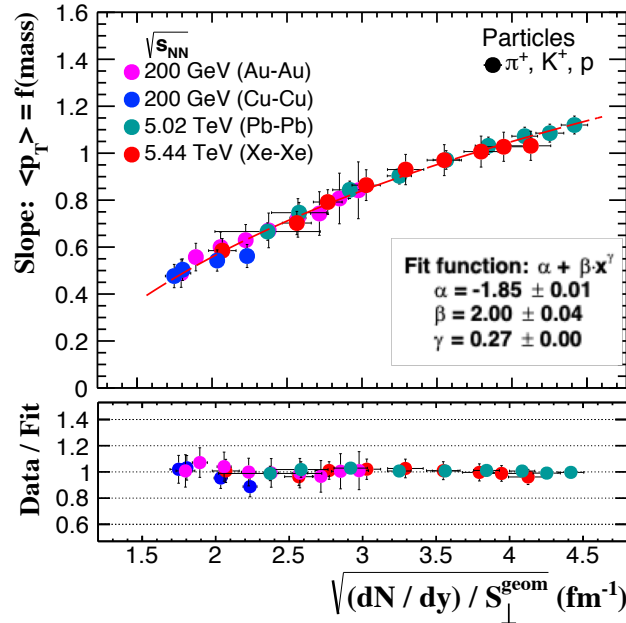 √s_NN
200 GeV (Au-Au)
200 GeV (Cu-Cu)
5.02 TeV (Pb-Pb)
5.44 TeV (Xe-Xe)
Particles
π⁺, K⁺, p
Slope: <p_T> = f(mass)
1.6
1.4
1.2
1
0.8
0.6
0.4
0.2
0
Fit function: α + β·x^γ
α = -1.85 ± 0.01
β = 2.00 ± 0.04
γ = 0.27 ± 0.00
Data / Fit
1.4
1.2
1
0.8
0.6
1.5 2 2.5 3 3.5 4 4.5
√(dN / dy) / S_⊥^geom (fm⁻¹)